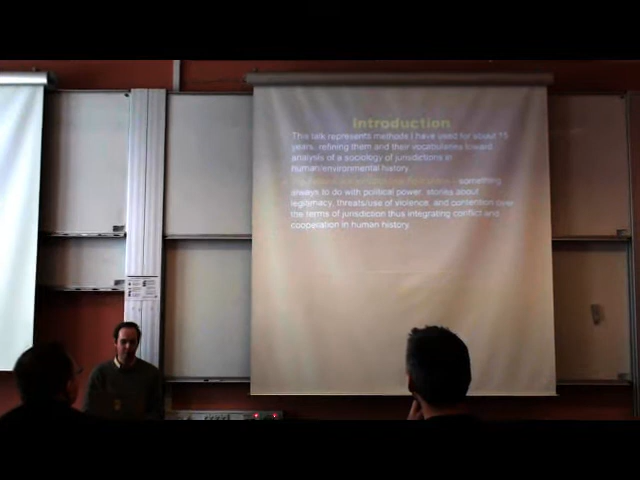 Introduction
This talk represents methods I have used for about 15
years, refining them and their vocabularies toward
analysis of a sociology of jurisdictions in
human/environmental history.
something
always to do with political power, stories about
legitimacy, threats/use of violence, and contention over
the terms of jurisdiction thus integrating conflict and
cooperation in human history.